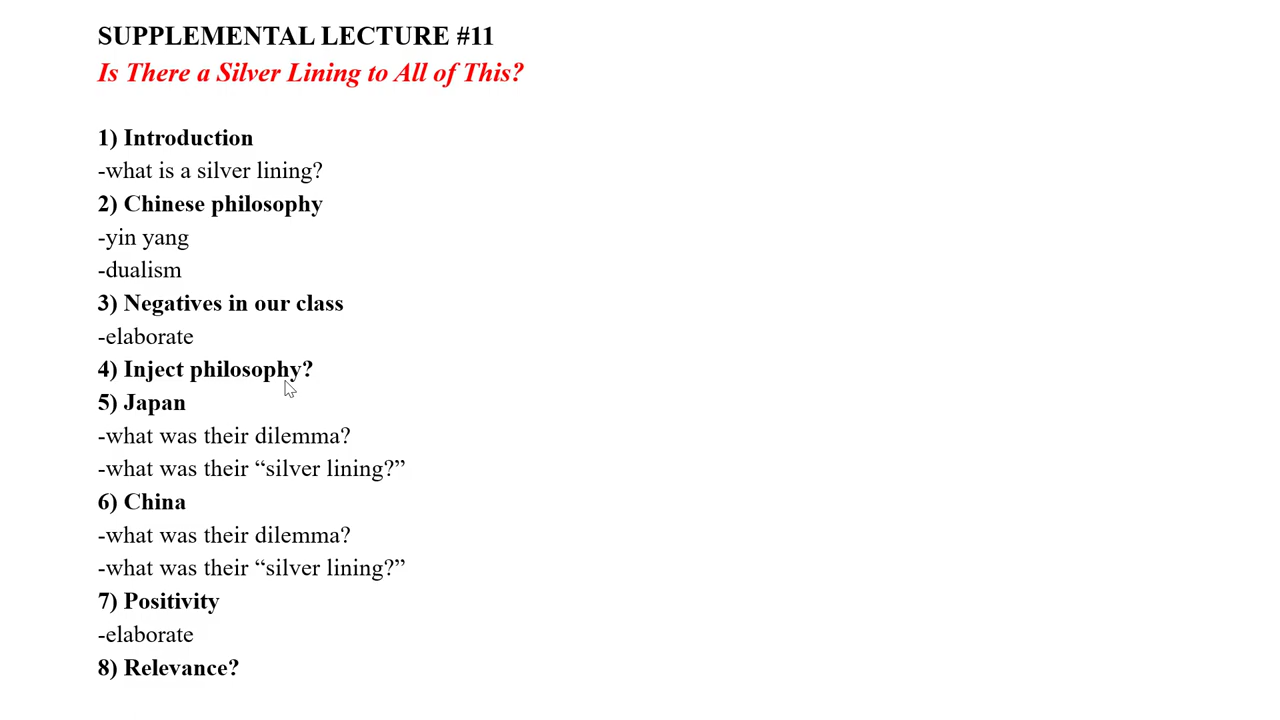 SUPPLEMENTAL LECTURE #11
Is There a Silver Lining to All of This?
1) Introduction
-what is a silver lining?
2) Chinese philosophy
-yin yang
-dualism
3) Negatives in our class
-elaborate
4) Inject philosophy?
5) Japan
-what was their dilemma?
-what was their “silver lining?”
6) China
-what was their dilemma?
-what was their “silver lining?”
7) Positivity
-elaborate
8) Relevance?